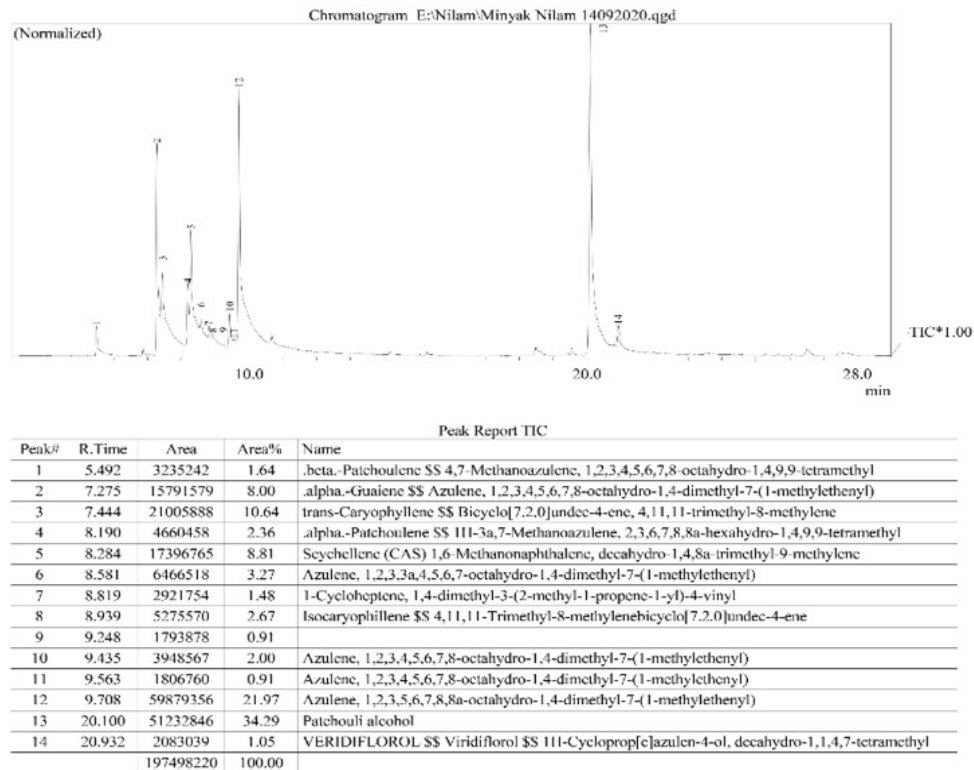 Chromatogram E:\Nilam\Minyak Nilam 14092020.qgd
(Normalized)
13
12
2
5
3
4
6
7
8
9
10
11
1
14
TIC*1.00
10.0 20.0 28.0
min
Peak Report TIC
Peak# R.Time Area Area% Name
1 5.492 3235242 1.64 .beta.-Patchoulene $$ 4,7-Methanoazulene, 1,2,3,4,5,6,7,8-octahydro-1,4,9,9-tetramethyl
2 7.275 15791579 8.00 .alpha.-Guaiene $$ Azulene, 1,2,3,4,5,6,7,8-octahydro-1,4-dimethyl-7-(1-methylethenyl)
3 7.444 21005888 10.64 trans-Caryophyllene $$ Bicyclo[7.2.0]undec-4-ene, 4,11,11-trimethyl-8-methylene
4 8.190 4660458 2.36 .alpha.-Patchoulene $$ 1H-3a,7-Methanoazulene, 2,3,6,7,8,8a-hexahydro-1,4,9,9-tetramethyl
5 8.284 17396765 8.81 Seychellene (CAS) 1,6-Methanonaphthalene, decahydro-1,4,8a-trimethyl-9-methylene
6 8.581 6466518 3.27 Azulene, 1,2,3,3a,4,5,6,7-octahydro-1,4-dimethyl-7-(1-methylethenyl)
7 8.819 2921754 1.48 1-Cycloheptene, 1,4-dimethyl-3-(2-methyl-1-propene-1-yl)-4-vinyl
8 8.939 5275570 2.67 Isocaryophillene $$ 4,11,11-Trimethyl-8-methylenebicyclo[7.2.0]undec-4-ene
9 9.248 1793878 0.91
10 9.435 3948567 2.00 Azulene, 1,2,3,4,5,6,7,8-octahydro-1,4-dimethyl-7-(1-methylethenyl)
11 9.563 1806760 0.91 Azulene, 1,2,3,4,5,6,7,8-octahydro-1,4-dimethyl-7-(1-methylethenyl)
12 9.708 59879356 21.97 Azulene, 1,2,3,5,6,7,8,8a-octahydro-1,4-dimethyl-7-(1-methylethenyl)
13 20.100 51232846 34.29 Patchouli alcohol
14 20.932 2083039 1.05 VERIDIFLOROL $$ Viridiflorol $$ 1H-Cycloprop[e]azulen-4-ol, decahydro-1,1,4,7-tetramethyl
197498220 100.00